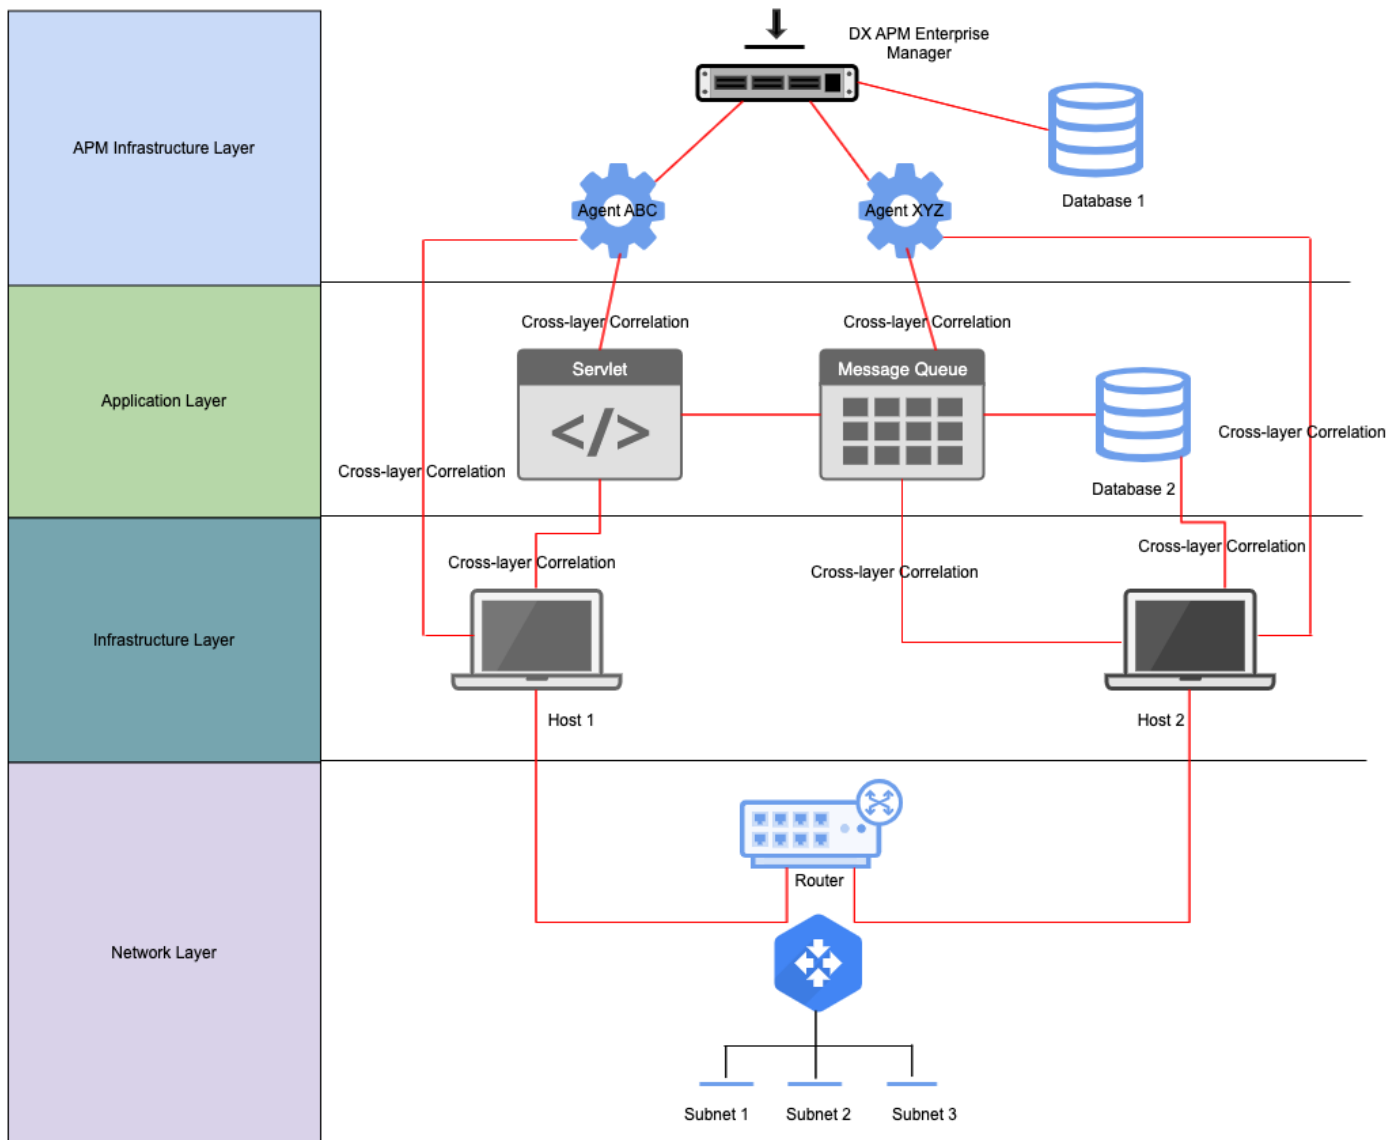 DX APM Enterprise
Manager
APM Infrastructure Layer
Database 1
Agent ABC
Agent XYZ
Cross-layer Correlation
Cross-layer Correlation
Servlet
Message Queue
</>
Application Layer
Cross-layer Correlation
Cross-layer Correlation
Database 2
Cross-layer Correlation
Cross-layer Correlation
Cross-layer Correlation
Infrastructure Layer
Host 1
Host 2
Router
Network Layer
Subnet 1
Subnet 2
Subnet 3